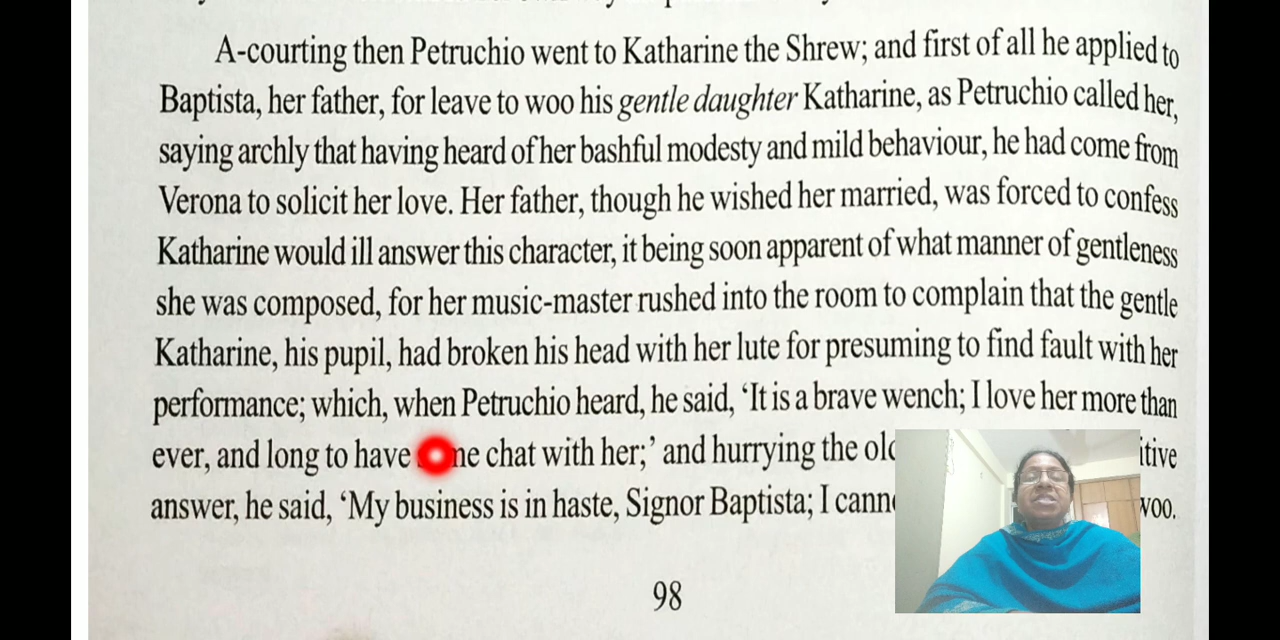 A-courting then Petruchio went to Katharine the Shrew; and first of all he applied to
Baptista, her father, for leave to woo his gentle daughter Katharine, as Petruchio called her,
saying archly that having heard of her bashful modesty and mild behaviour, he had come from
Verona to solicit her love. Her father, though he wished her married, was forced to confess
Katharine would ill answer this character, it being soon apparent of what manner of gentleness
she was composed, for her music-master rushed into the room to complain that the gentle
Katharine, his pupil, had broken his head with her lute for presuming to find fault with her
performance; which, when Petruchio heard, he said, ‘It is a brave wench; I love her more than
ever, and long to have chat with her;’ and hurrying the
answer, he said, ‘My business is in haste, Signor Baptista; I woo.
98